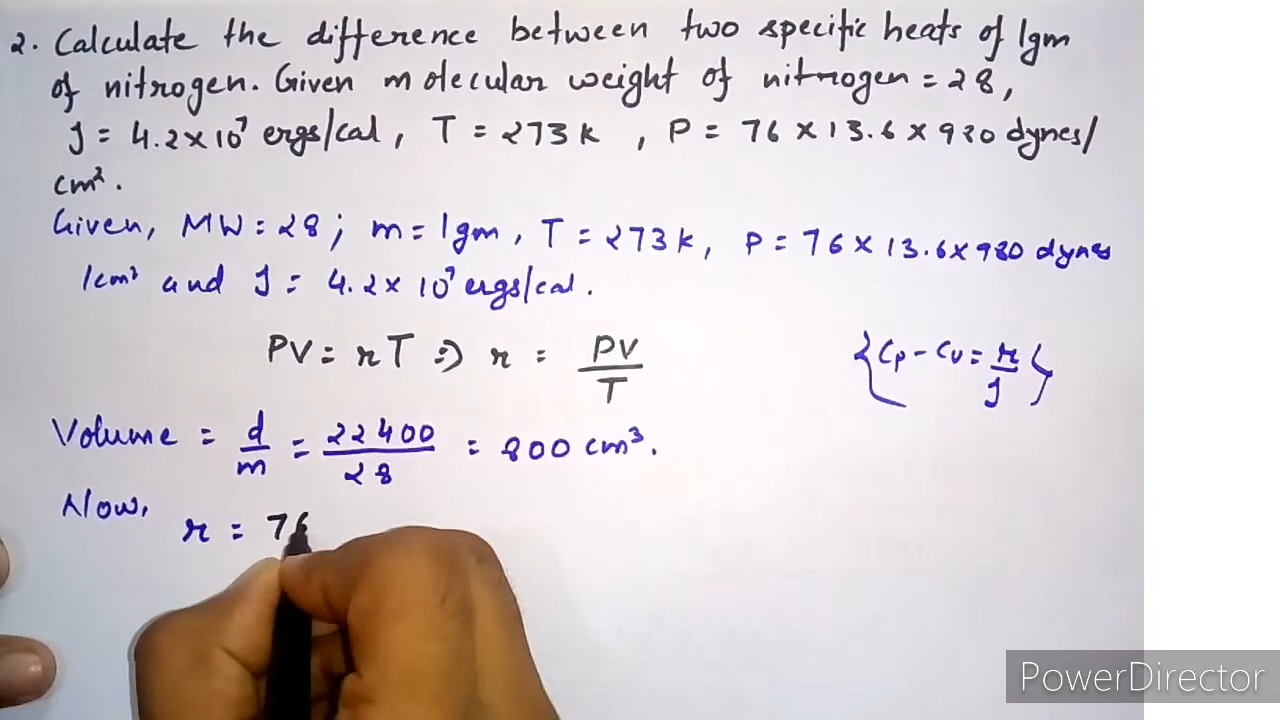 2. Calculate the difference between two specific heats of 1gm
of nitrogen. Given molecular weight of nitrogen = 28,
J = 4.2 × 10⁷ ergs/cal, T = 273 K, P = 76 × 13.6 × 980 dynes/
cm².
Given, MW = 28; m = 1gm, T = 273 K, P = 76 × 13.6 × 980 dynes
/cm² and J = 4.2 × 10⁷ ergs/cal.
PV = rT ⇒ r = PV/T {Cp - Cv = r/J}
Volume = d/m = 22400/28 = 800 cm³.
Now,
r = 76
PowerDirector